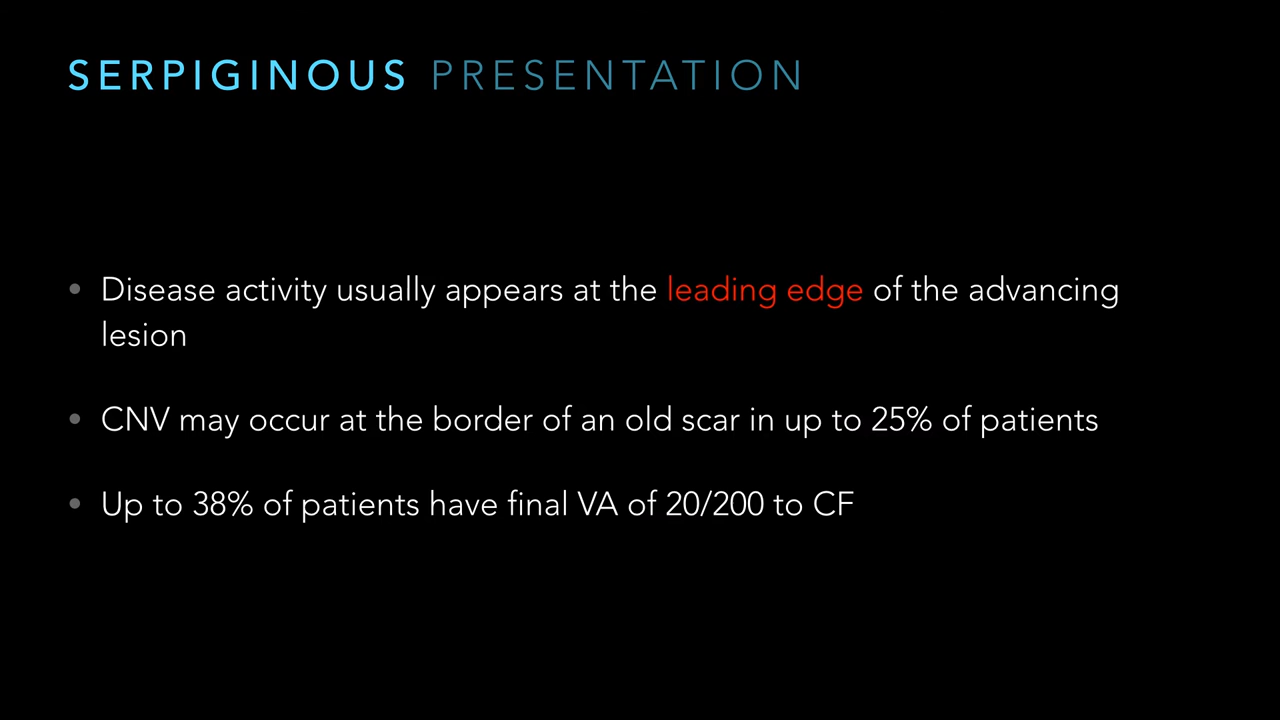 SERPIGINOUS PRESENTATION
• Disease activity usually appears at the leading edge of the advancing
lesion
• CNV may occur at the border of an old scar in up to 25% of patients
• Up to 38% of patients have final VA of 20/200 to CF